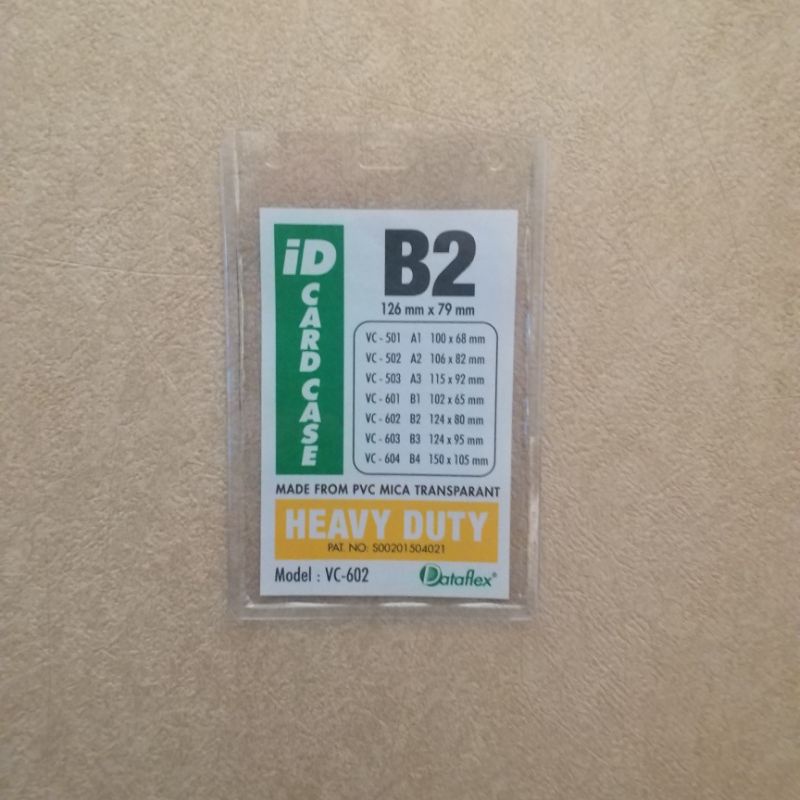 iD
CARD CASE
B2
126 mm x 79 mm
VC - 501 A1 100 x 68 mm
VC - 502 A2 106 x 82 mm
VC - 503 A3 115 x 92 mm
VC - 601 B1 102 x 65 mm
VC - 602 B2 124 x 80 mm
VC - 603 B3 124 x 95 mm
VC - 604 B4 150 x 105 mm
MADE FROM PVC MICA TRANSPARANT
HEAVY DUTY
PAT. NO: S00201504021
Model : VC-602
Dataflex®